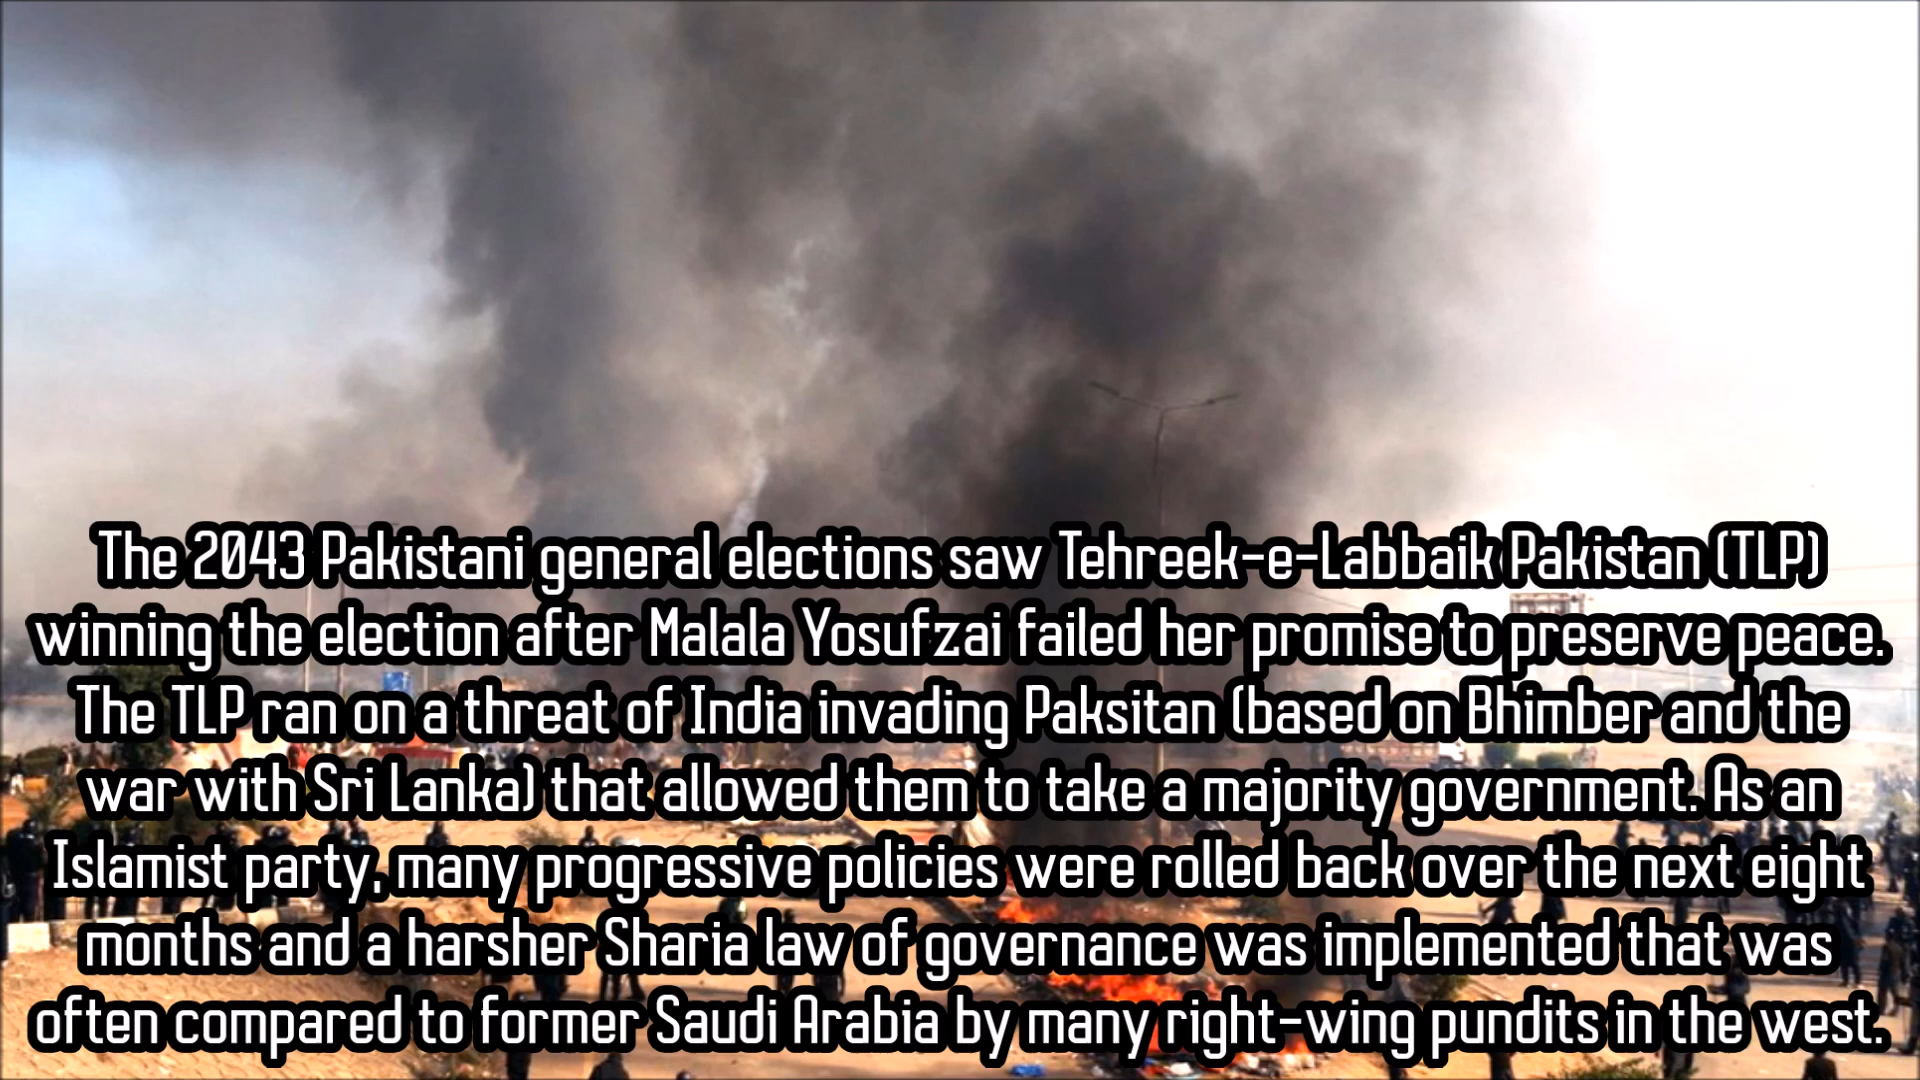 The 2043 Pakistani general elections saw Tehreek-e-Labbaik Pakistan (TLP)
winning the election after Malala Yosufzai failed her promise to preserve peace.
The TLP ran on a threat of India invading Paksitan (based on Bhimber and the
war with Sri Lanka) that allowed them to take a majority government. As an
Islamist party, many progressive policies were rolled back over the next eight
months and a harsher Sharia law of governance was implemented that was
often compared to former Saudi Arabia by many right-wing pundits in the west.